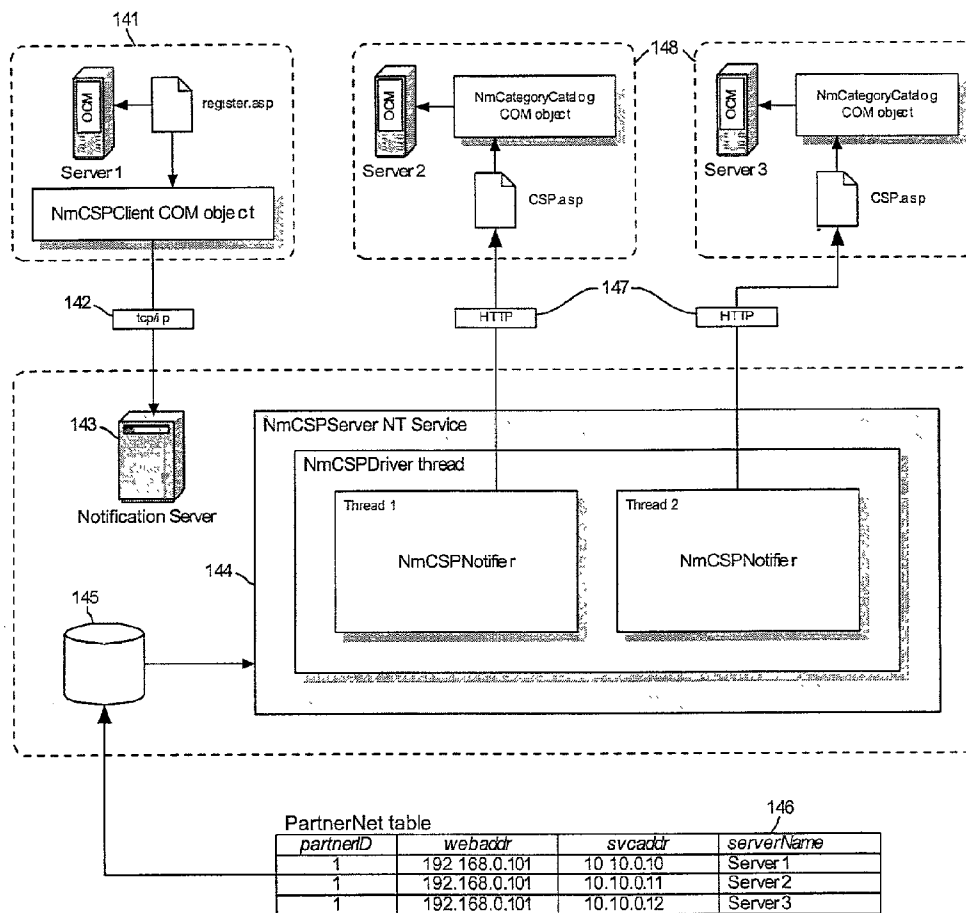 141
148
OCM
register.asp
Server1
NmCSPClient COM object
OCM
Server2
NmCategoryCatalog
COM object
CSP.asp
OCM
Server3
NmCategoryCatalog
COM object
CSP.asp
142
tcp/ip
147
HTTP
HTTP
143
Notification Server
NmCSPServer NT Service
NmCSPDriver thread
Thread 1
NmCSPNotifier
Thread 2
NmCSPNotifier
144
145
146
PartnerNet table
partnerID webaddr svcaddr serverName
1 192.168.0.101 10.10.0.10 Server1
1 192.168.0.101 10.10.0.11 Server2
1 192.168.0.101 10.10.0.12 Server3